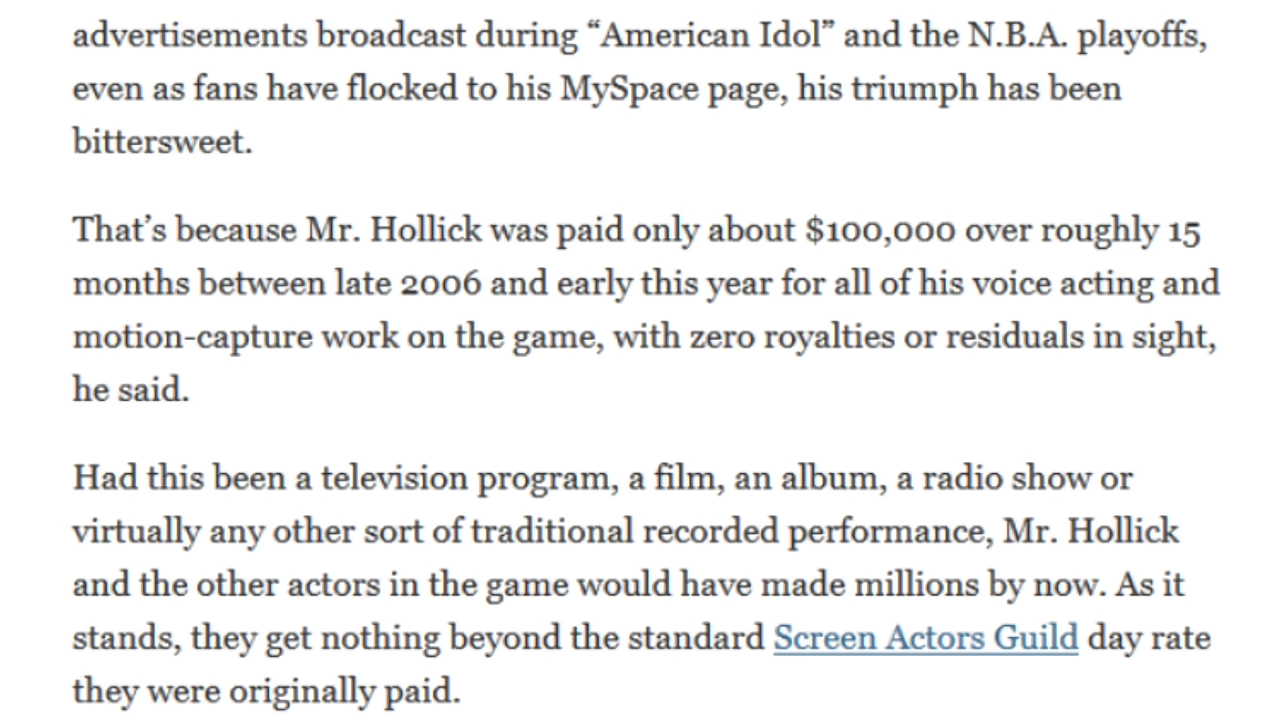 advertisements broadcast during “American Idol” and the N.B.A. playoffs,
even as fans have flocked to his MySpace page, his triumph has been
bittersweet.
That’s because Mr. Hollick was paid only about $100,000 over roughly 15
months between late 2006 and early this year for all of his voice acting and
motion-capture work on the game, with zero royalties or residuals in sight,
he said.
Had this been a television program, a film, an album, a radio show or
virtually any other sort of traditional recorded performance, Mr. Hollick
and the other actors in the game would have made millions by now. As it
stands, they get nothing beyond the standard Screen Actors Guild day rate
they were originally paid.